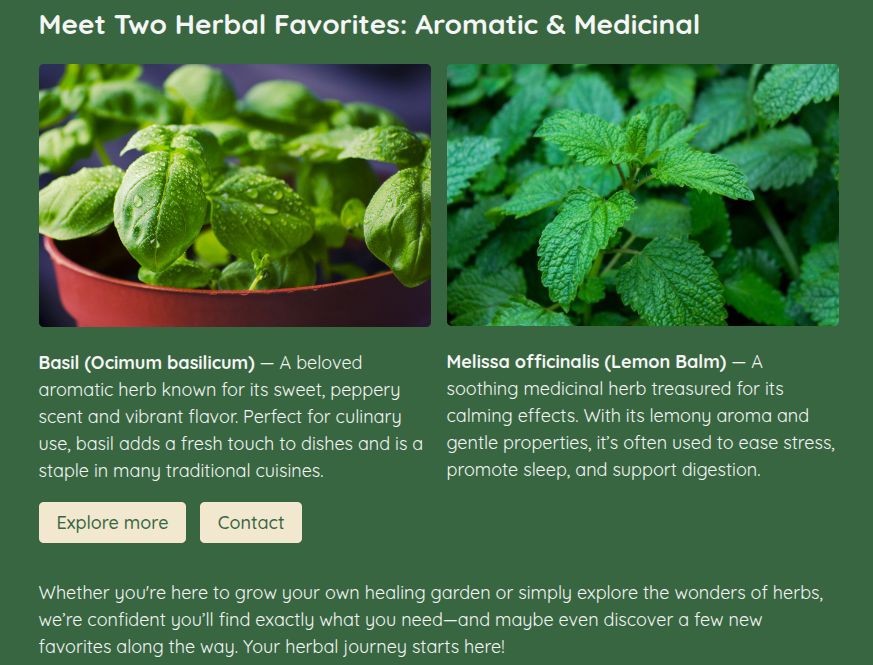 Meet Two Herbal Favorites: Aromatic & Medicinal
Basil (Ocimum basilicum) — A beloved
aromatic herb known for its sweet, peppery
scent and vibrant flavor. Perfect for culinary
use, basil adds a fresh touch to dishes and is a
staple in many traditional cuisines.
Melissa officinalis (Lemon Balm) — A
soothing medicinal herb treasured for its
calming effects. With its lemony aroma and
gentle properties, it’s often used to ease stress,
promote sleep, and support digestion.
Explore more
Contact
Whether you're here to grow your own healing garden or simply explore the wonders of herbs,
we’re confident you’ll find exactly what you need—and maybe even discover a few new
favorites along the way. Your herbal journey starts here!